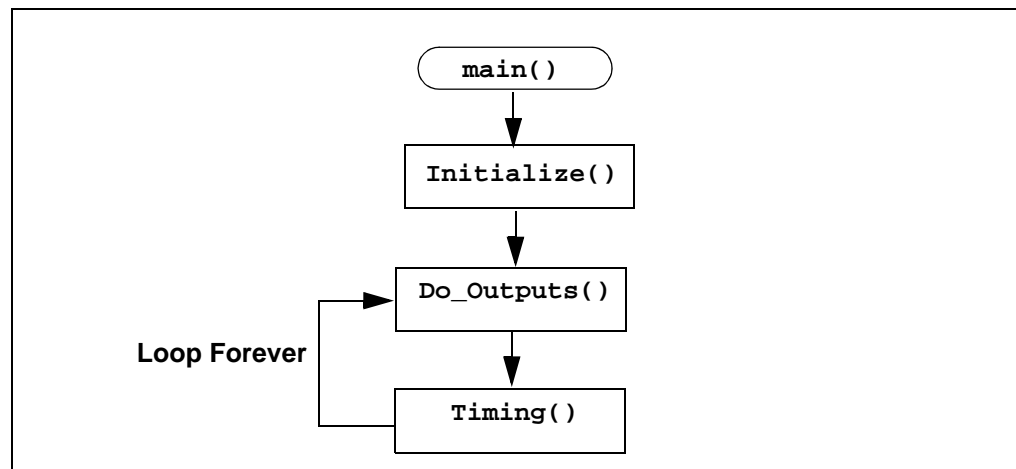 main()
Initialize()
Do_Outputs()
Loop Forever
Timing()